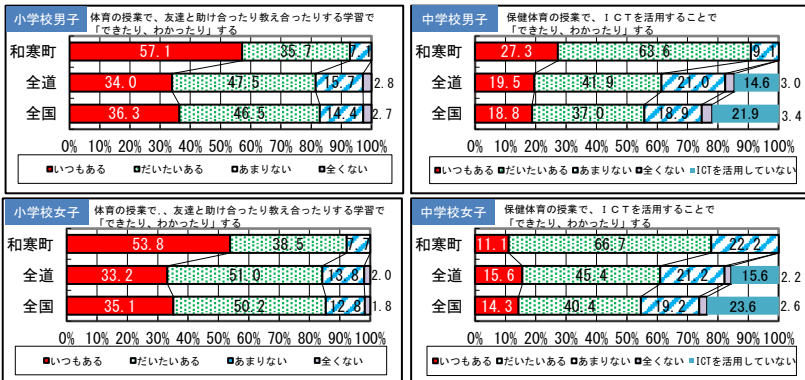 小学校男子
体育の授業で、友達と助け合ったり教え合ったりする学習で
「できたり、わかったり」する
和寒町 57.1 35.7 7.1
全道 34.0 47.5 15.7 2.8
全国 36.3 46.5 14.4 2.7
0% 10% 20% 30% 40% 50% 60% 70% 80% 90% 100%
いつもある だいたいある あまりない 全くない
中学校男子
保健体育の授業で、ICTを活用することで
「できたり、わかったり」する
和寒町 27.3 63.6 9.1
全道 19.5 41.9 21.0 14.6 3.0
全国 18.8 37.0 18.9 21.9 3.4
0% 10% 20% 30% 40% 50% 60% 70% 80% 90% 100%
いつもある だいたいある あまりない 全くない ICTを活用していない
小学校女子
体育の授業で.、友達と助け合ったり教え合ったりする学習で
「できたり、わかったり」する
和寒町 53.8 38.5 7.7
全道 33.2 51.0 13.8 2.0
全国 35.1 50.2 12.8 1.8
0% 10% 20% 30% 40% 50% 60% 70% 80% 90% 100%
いつもある だいたいある あまりない 全くない
中学校女子
保健体育の授業で、ICTを活用することで
「できたり、わかったり」する
和寒町 11.1 66.7 22.2
全道 15.6 45.4 21.2 15.6 2.2
全国 14.3 40.4 19.2 23.6 2.6
0% 10% 20% 30% 40% 50% 60% 70% 80% 90% 100%
いつもある だいたいある あまりない 全くない ICTを活用していない